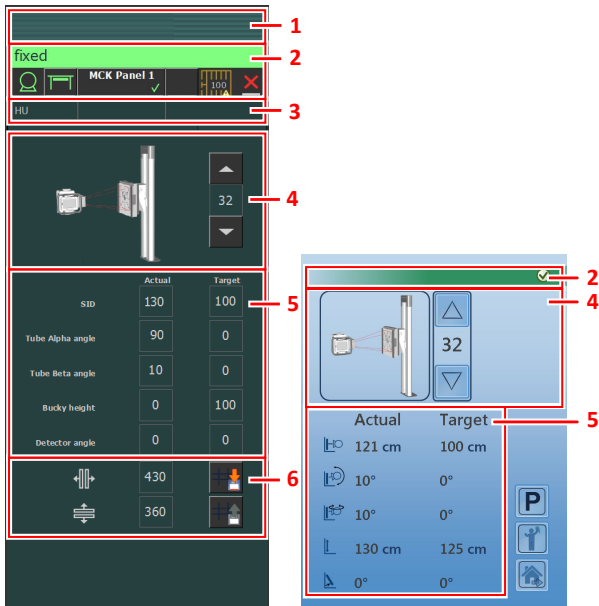 1
fixed
2
MCK Panel 1
100
A
HU
3
32
4
Actual Target
SID 130 100
5
Tube Alpha angle 90 0
Tube Beta angle 10 0
Bucky height 0 100
Detector angle 0 0
430
6
360
2
4
32
Actual Target
5
121 cm 100 cm
10° 0°
10° 0°
130 cm 125 cm
0° 0°
P